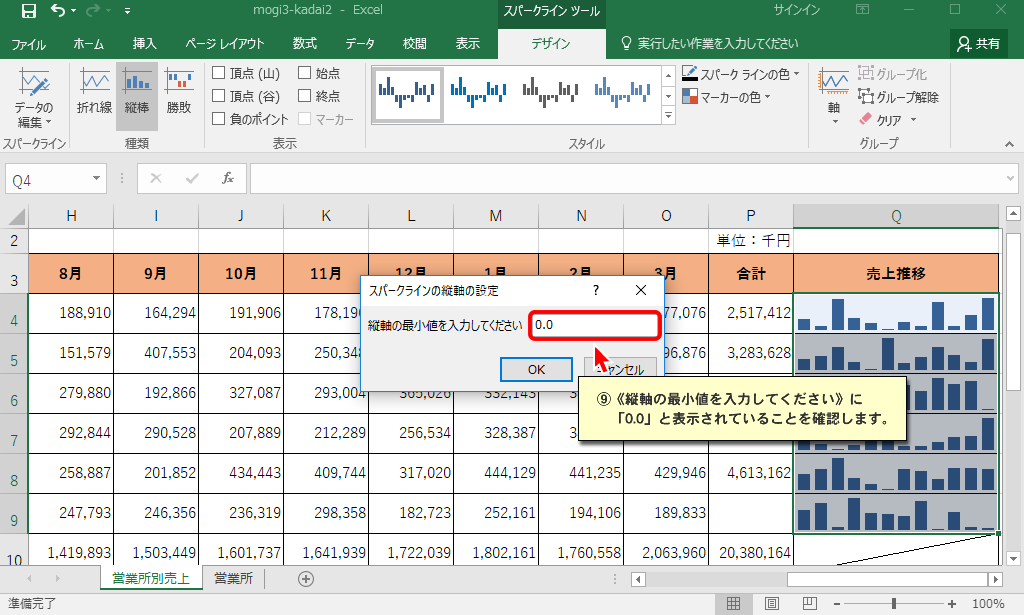 mogi3-kadai2 - Excel
スパークライン ツール
サインイン
ファイル ホーム 挿入 ページ レイアウト 数式 データ 校閲 表示 デザイン 実行したい作業を入力してください 共有
データの
編集
折れ線 縦棒 勝敗
頂点 (山) 始点
頂点 (谷) 終点
負のポイント マーカー
スパーク ラインの色
マーカーの色
軸
グループ化
グループ解除
クリア
スパークライン 種類 表示 スタイル グループ
Q4 fx
H I J K L M N O P Q
2 単位：千円
3 8月 9月 10月 11月 12月 1月 2月 3月 合計 売上推移
4 188,910 164,294 191,906 178,190 77,076 2,517,412
5 151,579 407,553 204,093 250,348 96,876 3,283,628
6 279,880 192,866 327,087 293,004 365,026 332,143
7 292,844 290,528 207,889 212,289 256,534 328,387
8 258,887 201,852 434,443 409,744 317,020 444,129 441,235 429,946 4,613,162
9 247,793 246,356 236,319 298,358 182,723 252,161 194,106 189,833
10 1,419,893 1,503,449 1,601,737 1,641,939 1,722,039 1,802,161 1,760,558 2,063,960 20,380,164
スパークラインの縦軸の設定 ?
縦軸の最小値を入力してください 0.0
OK キャンセル
⑨《縦軸の最小値を入力してください》に
「0.0」と表示されていることを確認します。
営業所別売上 営業所
準備完了 100%